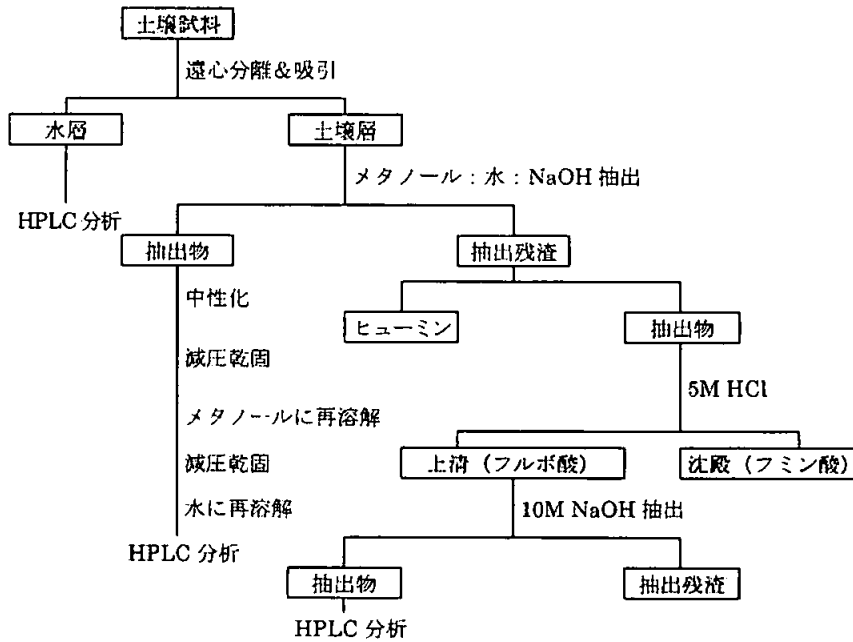 土壌試料
遠心分離&吸引
水層
土壌層
メタノール：水：NaOH 抽出
HPLC 分析
抽出物
抽出残渣
中性化
ヒューミン
抽出物
減圧乾固
5M HCl
メタノールに再溶解
減圧乾固
上清（フルボ酸）
沈殿（フミン酸）
水に再溶解
10M NaOH 抽出
HPLC 分析
抽出物
抽出残渣
HPLC 分析